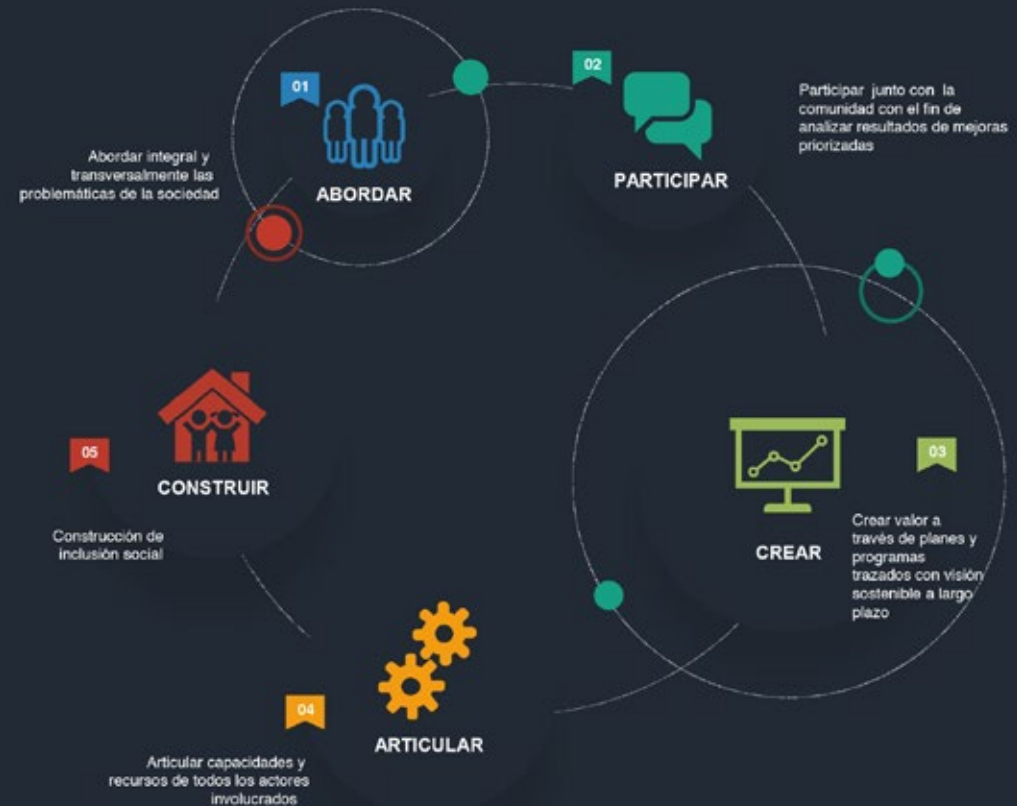 01
ABORDAR
Abordar integral y
transversalmente las
problemáticas de la sociedad
02
PARTICIPAR
Participar junto con la
comunidad con el fin de
analizar resultados de mejoras
priorizadas
03
CREAR
Crear valor a
través de planes y
programas
trazados con visión
sostenible a largo
plazo
04
ARTICULAR
Articular capacidades y
recursos de todos los actores
involucrados
05
CONSTRUIR
Construcción de
inclusión social